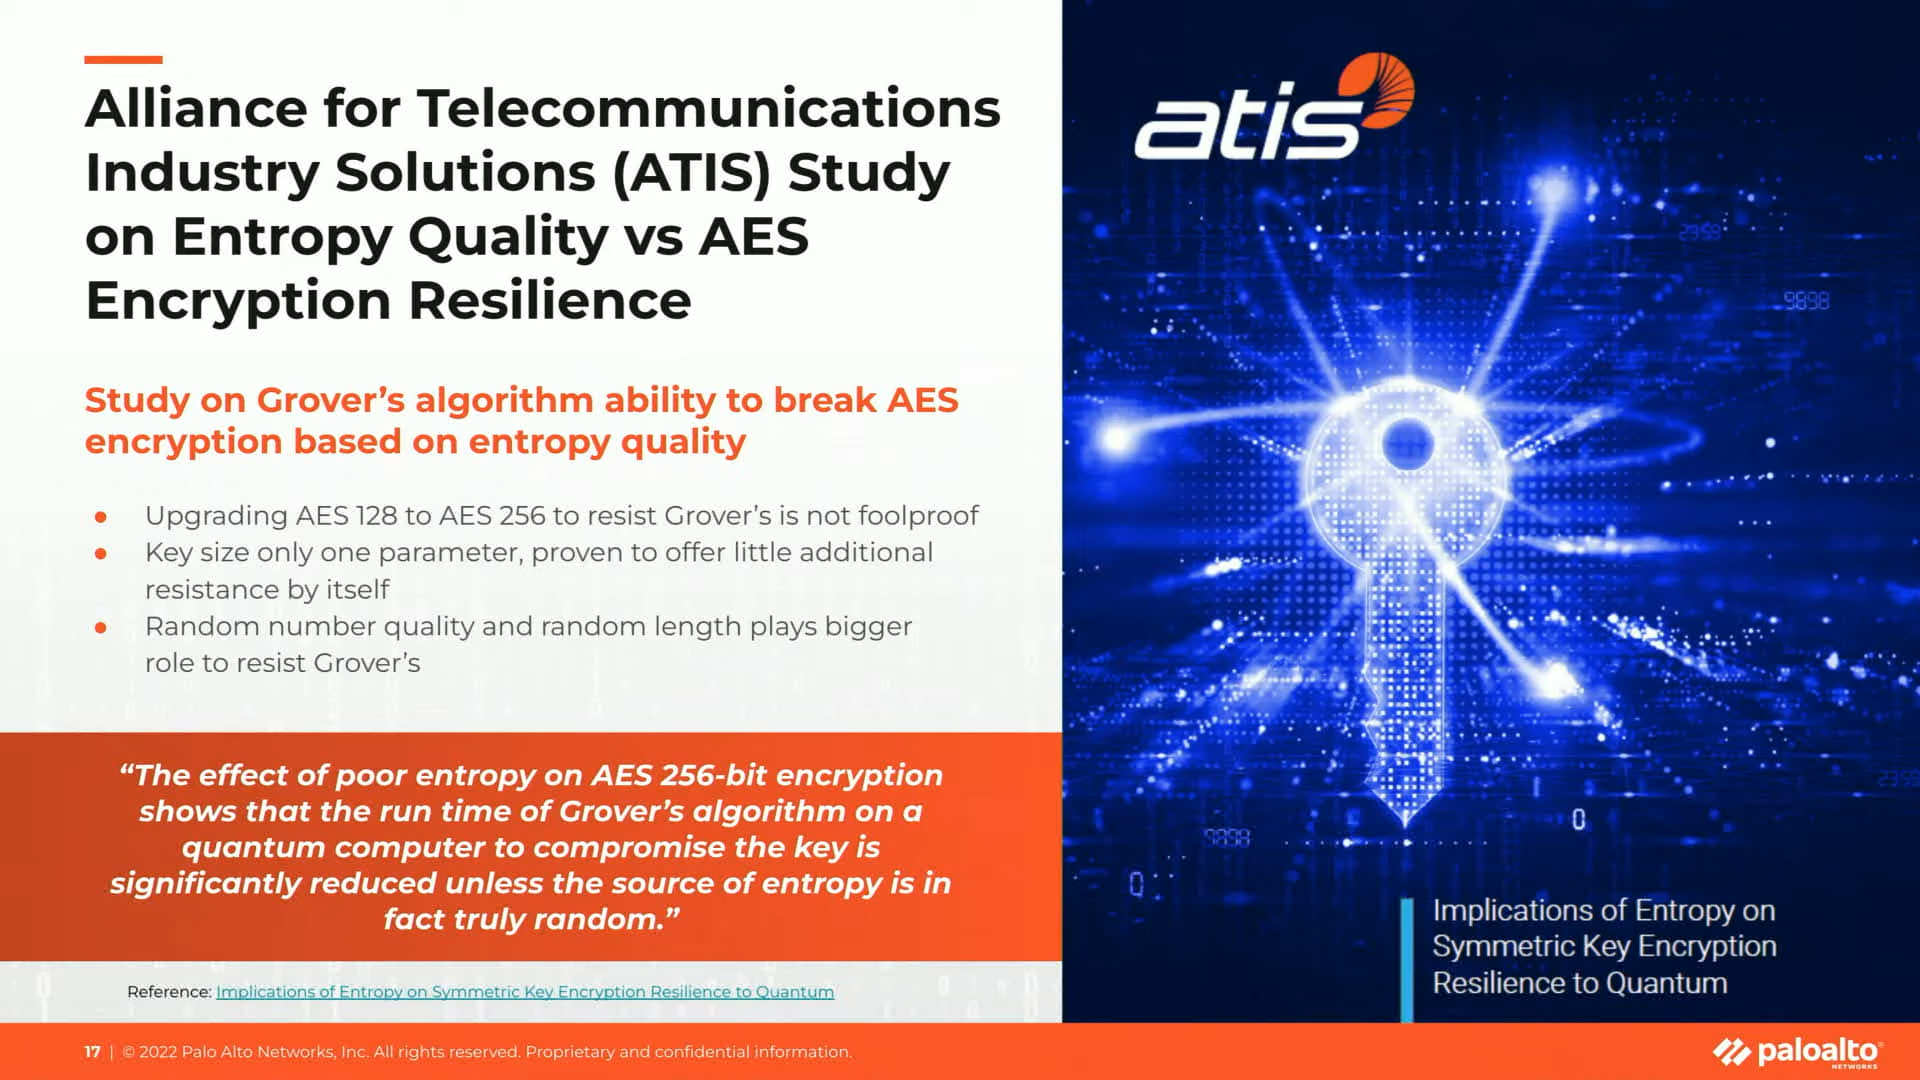 Alliance for Telecommunications
Industry Solutions (ATIS) Study
on Entropy Quality vs AES
Encryption Resilience
Study on Grover’s algorithm ability to break AES
encryption based on entropy quality
● Upgrading AES 128 to AES 256 to resist Grover’s is not foolproof
● Key size only one parameter, proven to offer little additional
resistance by itself
● Random number quality and random length plays bigger
role to resist Grover’s
“The effect of poor entropy on AES 256-bit encryption
shows that the run time of Grover’s algorithm on a
quantum computer to compromise the key is
significantly reduced unless the source of entropy is in
fact truly random.”
Reference: Implications of Entropy on Symmetric Key Encryption Resilience to Quantum
atis
2359
9898
9898
2359
0
0
Implications of Entropy on
Symmetric Key Encryption
Resilience to Quantum
17 | © 2022 Palo Alto Networks, Inc. All rights reserved. Proprietary and confidential information.
paloalto
NETWORKS